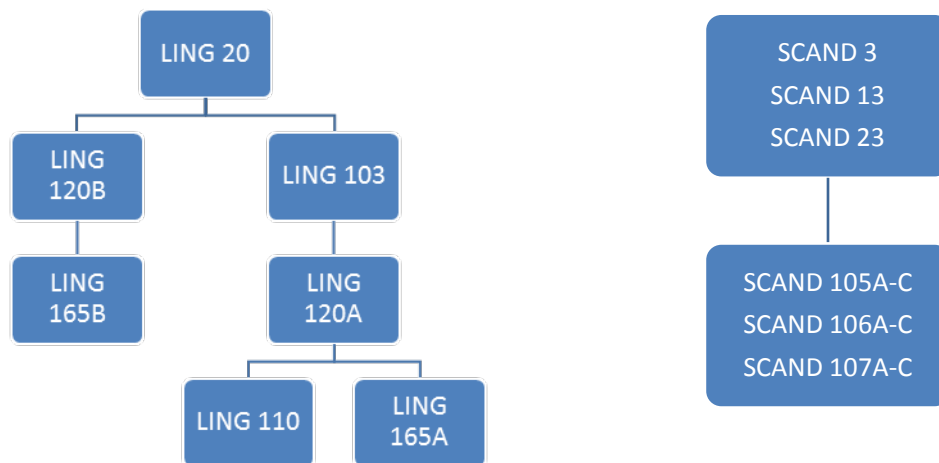 LING 20
LING
120B
LING 103
LING
165B
LING
120A
LING 110
LING
165A
SCAND 3
SCAND 13
SCAND 23
SCAND 105A-C
SCAND 106A-C
SCAND 107A-C